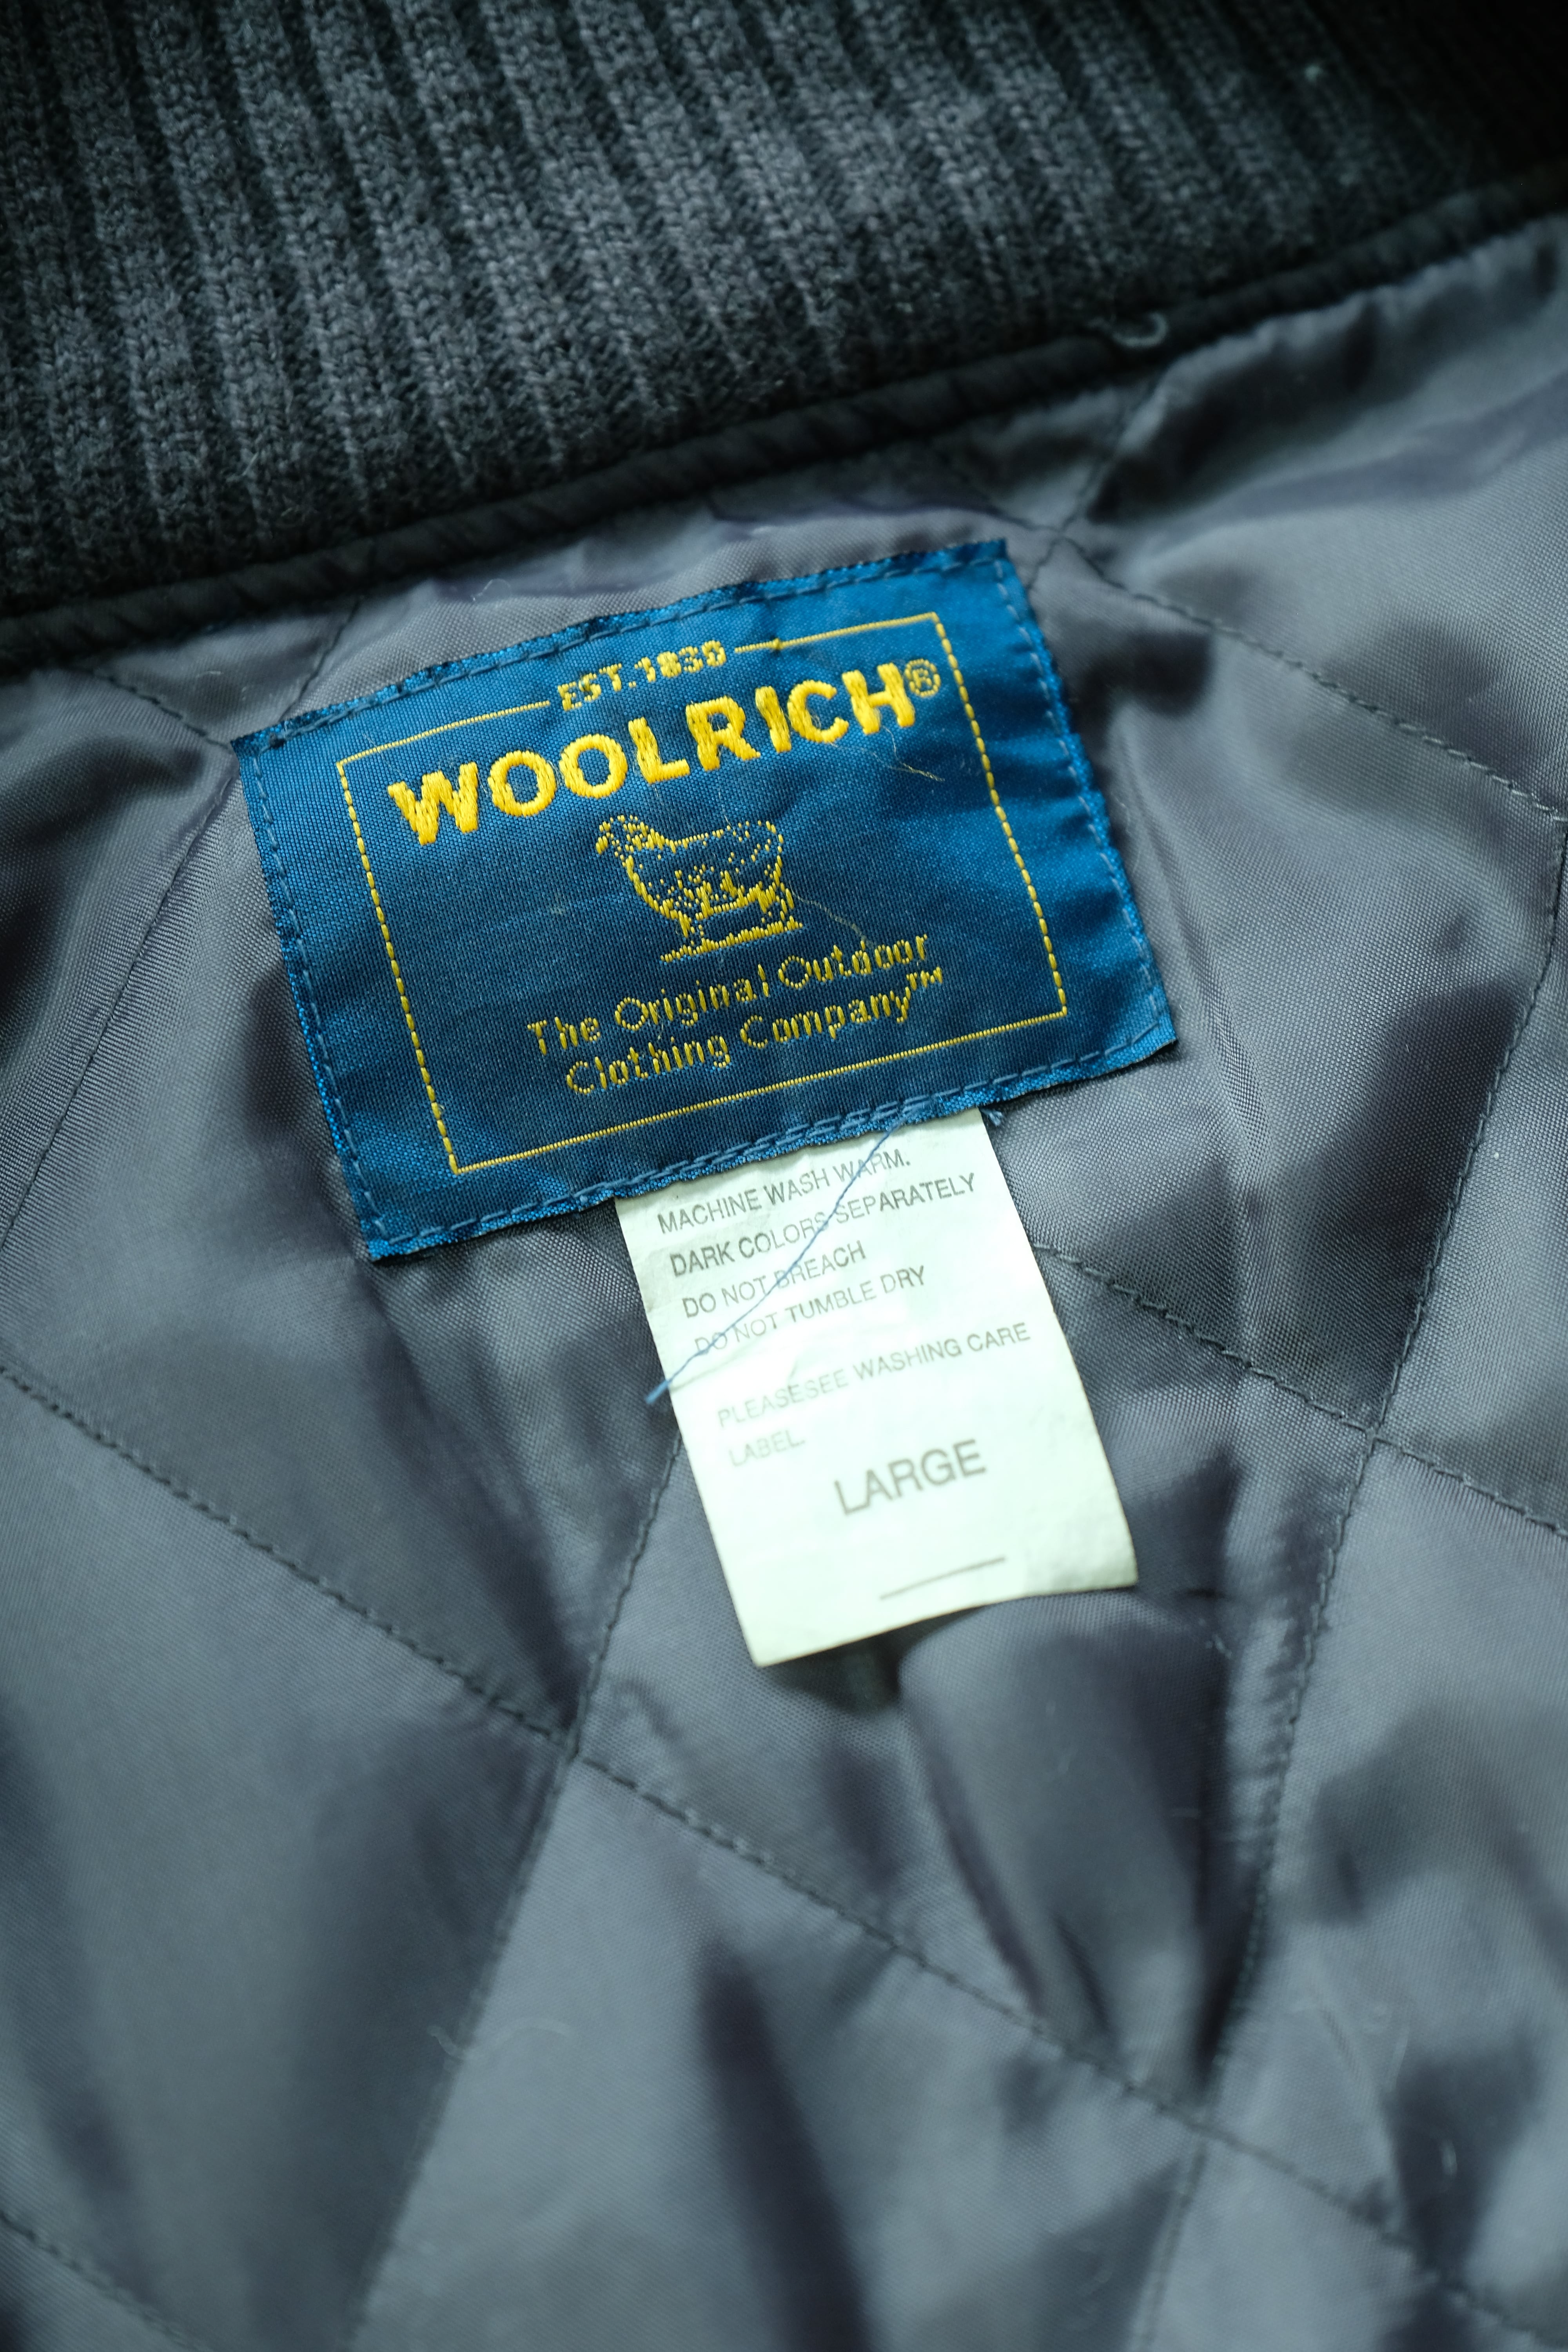 EST.1830
WOOLRICH®
The Original Outdoor
Clothing Company™
MACHINE WASH WARM.
DARK COLORS SEPARATELY
DO NOT BREACH
DO NOT TUMBLE DRY
PLEASESEE WASHING CARE
LABEL.
LARGE